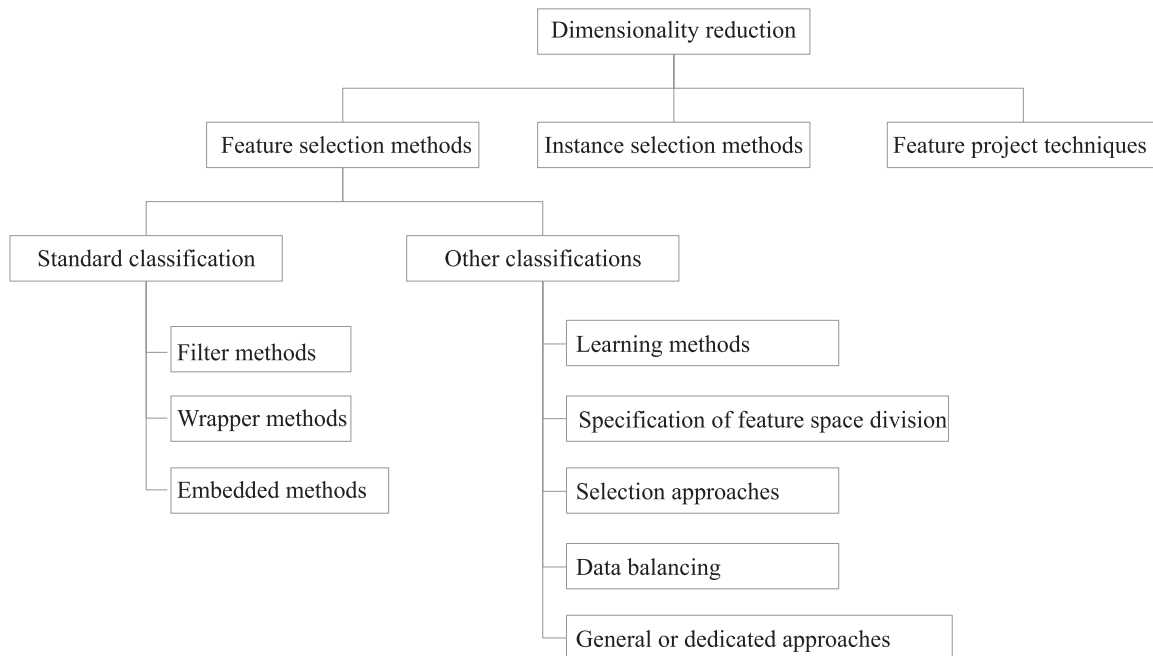 Dimensionality reduction
Feature selection methods
Instance selection methods
Feature project techniques
Standard classification
Other classifications
Filter methods
Wrapper methods
Embedded methods
Learning methods
Specification of feature space division
Selection approaches
Data balancing
General or dedicated approaches